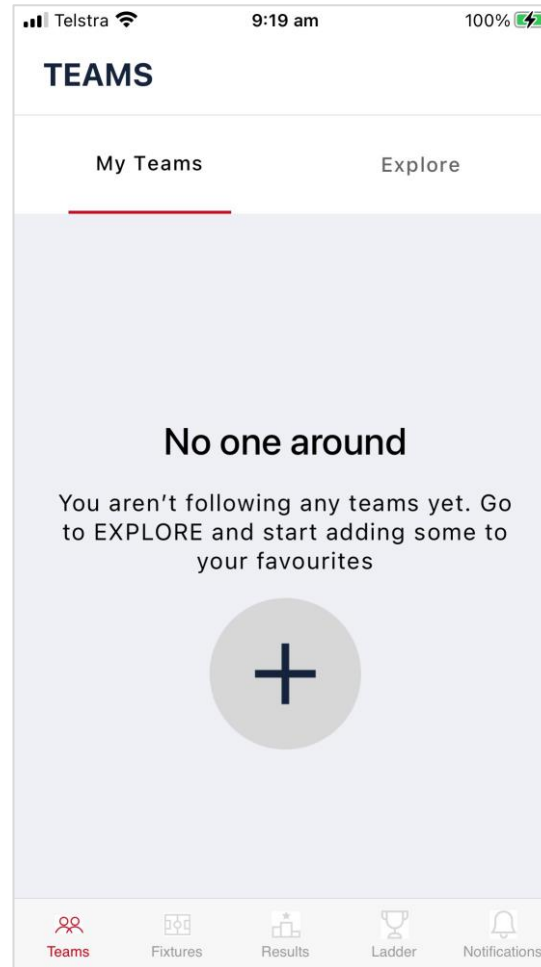 Telstra 9:19 am 100%
TEAMS
My Teams Explore
No one around
You aren't following any teams yet. Go
to EXPLORE and start adding some to
your favourites
Teams Fixtures Results Ladder Notifications